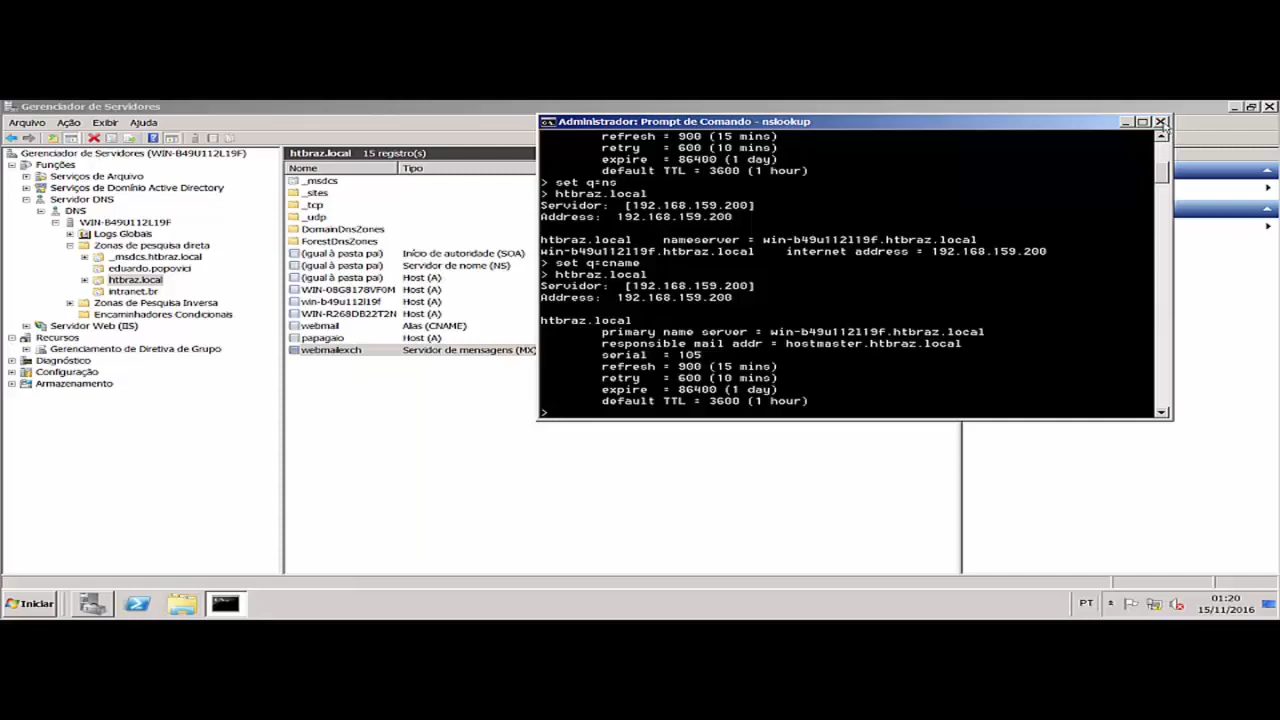 Gerenciador de Servidores
Arquivo Ação Exibir Ajuda
Gerenciador de Servidores (WIN-B49U112L19F)
Funções
Serviços de Arquivo
Serviços de Domínio Active Directory
Servidor DNS
DNS
WIN-B49U112L19F
Logs Globais
Zonas de pesquisa direta
_msdcs.htbraz.local
eduardo.popovici
htbraz.local
intranet.br
Zonas de Pesquisa Inversa
Encaminhadores Condicionais
Servidor Web (IIS)
Recursos
Gerenciamento de Diretiva de Grupo
Diagnóstico
Configuração
Armazenamento
htbraz.local 15 registro(s)
Nome Tipo
_msdcs
_sites
_tcp
_udp
DomainDnsZones
ForestDnsZones
(igual à pasta pa) Início de autoridade (SOA)
(igual à pasta pa) Servidor de nome (NS)
(igual à pasta pa) Host (A)
WIN-08G8178VF0M Host (A)
win-b49u112l19f Host (A)
WIN-R268DB22T2N Host (A)
webmail Alias (CNAME)
papagaio Host (A)
webmailexch Servidor de mensagens (MX)
Administrador: Prompt de Comando - nslookup
refresh = 900 (15 mins)
retry = 600 (10 mins)
expire = 86400 (1 day)
default TTL = 3600 (1 hour)
> set q=ns
> htbraz.local
Servidor: [192.168.159.200]
Address: 192.168.159.200
htbraz.local nameserver = win-b49u112l19f.htbraz.local
win-b49u112l19f.htbraz.local internet address = 192.168.159.200
> set q=cname
> htbraz.local
Servidor: [192.168.159.200]
Address: 192.168.159.200
htbraz.local
primary name server = win-b49u112l19f.htbraz.local
responsible mail addr = hostmaster.htbraz.local
serial = 105
refresh = 900 (15 mins)
retry = 600 (10 mins)
expire = 86400 (1 day)
default TTL = 3600 (1 hour)
>
Iniciar
PT
01:20
15/11/2016